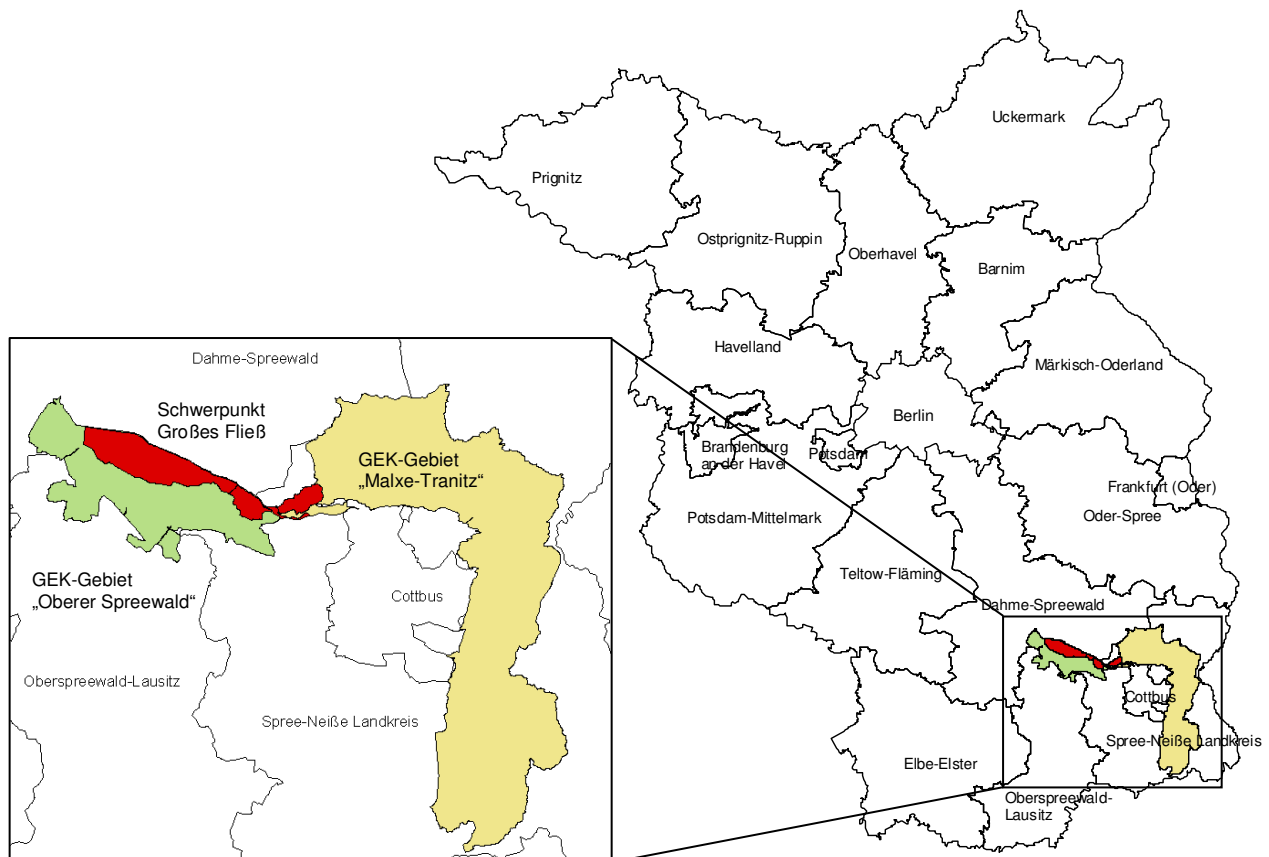 Uckermark
Prignitz
Ostprignitz-Ruppin
Oberhavel
Barnim
Havelland
Märkisch-Oderland
Berlin
Brandenburg
an der Havel
Potsdam
Frankfurt (Oder)
Potsdam-Mittelmark
Oder-Spree
Teltow-Fläming
Dahme-Spreewald
Cottbus
Spree-Neiße Landkreis
Elbe-Elster
Oberspreewald-
Lausitz
Dahme-Spreewald
Schwerpunkt
Großes Fließ
GEK-Gebiet
„Malxe-Tranitz“
GEK-Gebiet
„Oberer Spreewald“
Cottbus
Oberspreewald-Lausitz
Spree-Neiße Landkreis